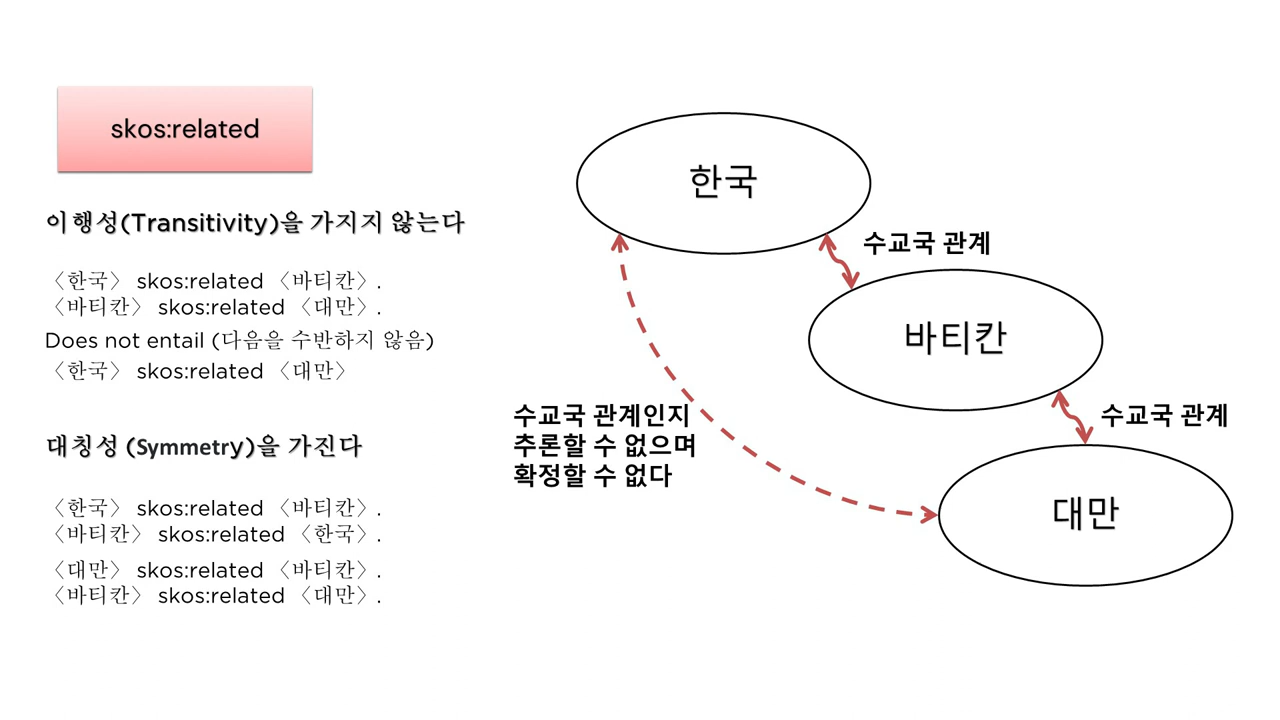 skos:related
이행성(Transitivity)을 가지지 않는다
〈한국〉 skos:related 〈바티칸〉.
〈바티칸〉 skos:related 〈대만〉.
Does not entail (다음을 수반하지 않음)
〈한국〉 skos:related 〈대만〉
대칭성 (Symmetry)을 가진다
〈한국〉 skos:related 〈바티칸〉.
〈바티칸〉 skos:related 〈한국〉.
〈대만〉 skos:related 〈바티칸〉.
〈바티칸〉 skos:related 〈대만〉.
한국
수교국 관계
바티칸
수교국 관계
대만
수교국 관계인지
추론할 수 없으며
확정할 수 없다